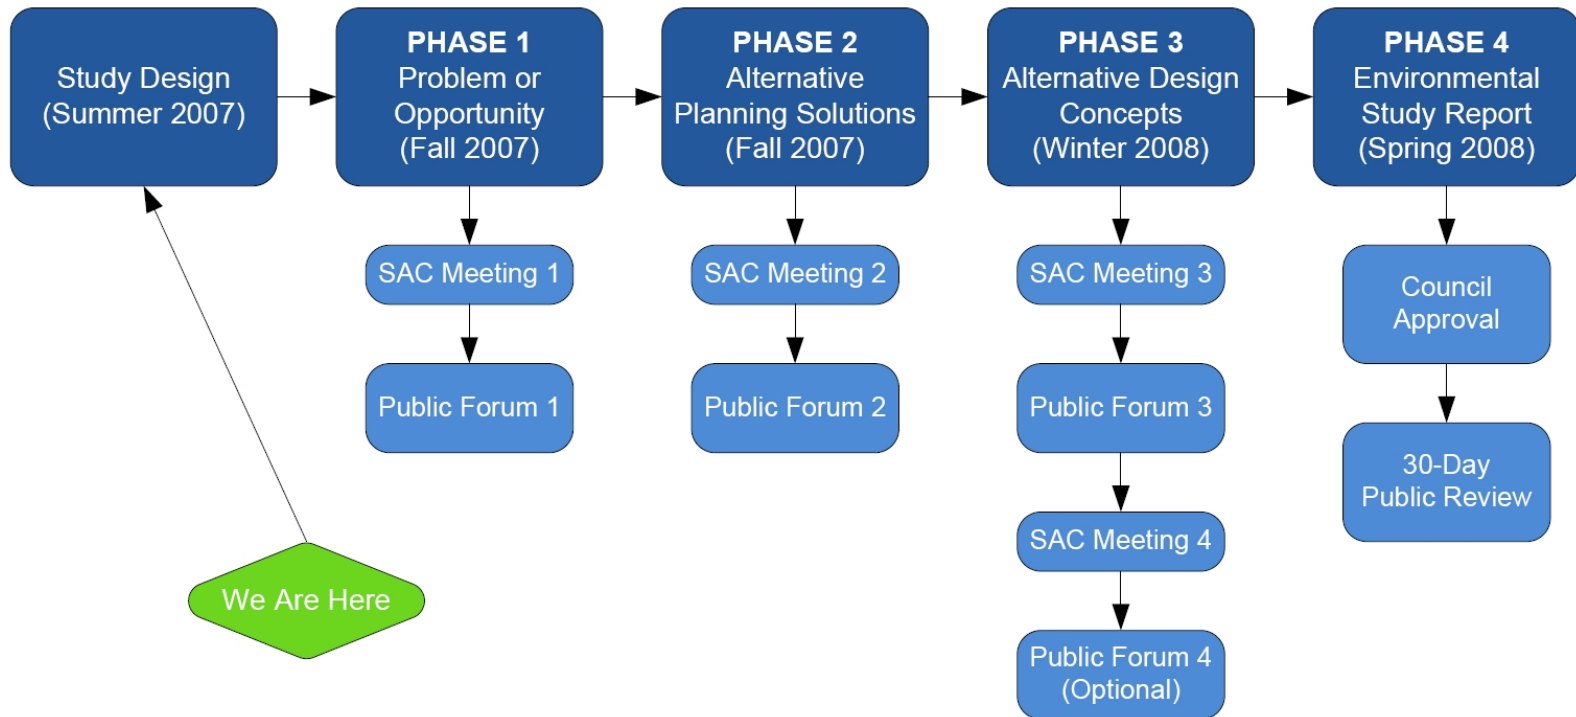 Study Design
(Summer 2007)
PHASE 1
Problem or
Opportunity
(Fall 2007)
PHASE 2
Alternative
Planning Solutions
(Fall 2007)
PHASE 3
Alternative Design
Concepts
(Winter 2008)
PHASE 4
Environmental
Study Report
(Spring 2008)
SAC Meeting 1
Public Forum 1
SAC Meeting 2
Public Forum 2
SAC Meeting 3
Public Forum 3
SAC Meeting 4
Public Forum 4
(Optional)
Council
Approval
30-Day
Public Review
We Are Here